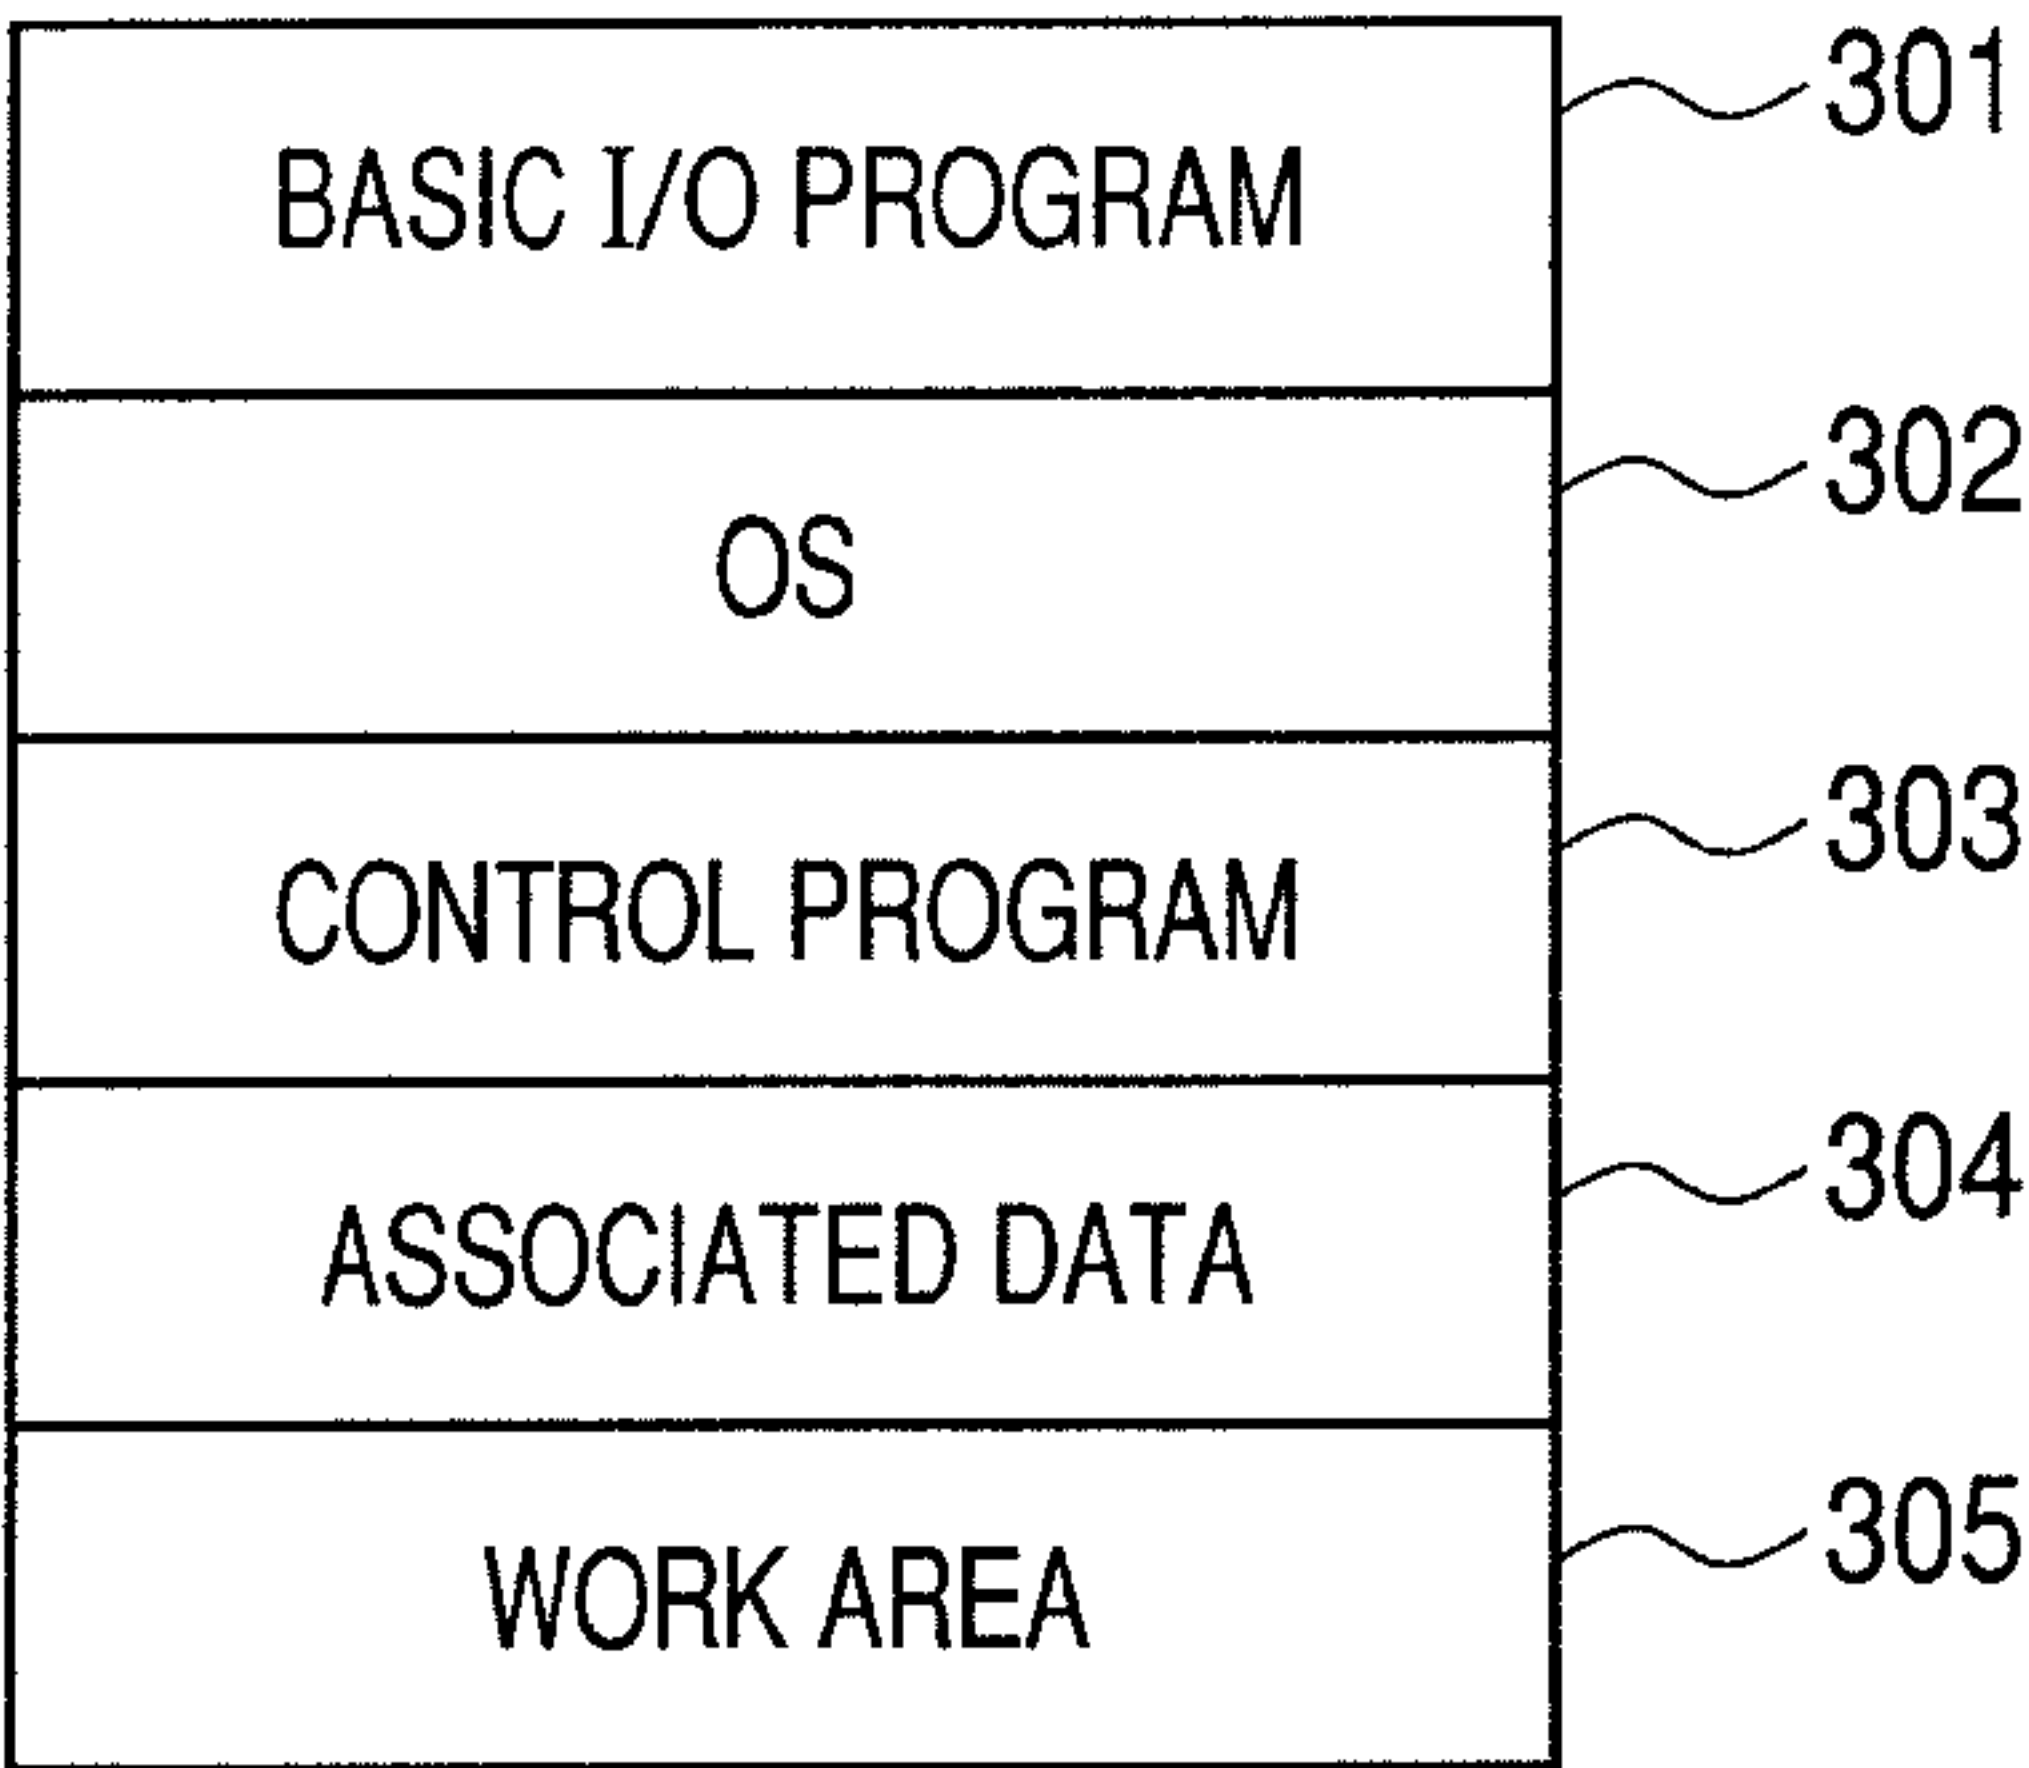 BASIC I/O PROGRAM
301
OS
302
CONTROL PROGRAM
303
ASSOCIATED DATA
304
WORK AREA
305